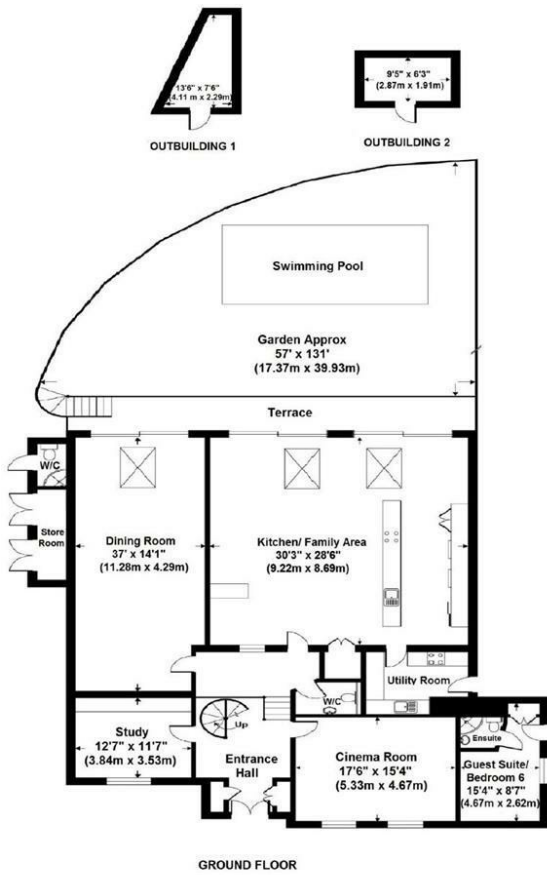 13'6" x 7'6"
(4.11 m x 2.29m)
OUTBUILDING 1
9'5" x 6'3"
(2.87m x 1.91m)
OUTBUILDING 2
Swimming Pool
Garden Approx
57' x 131'
(17.37m x 39.93m)
Terrace
W/C
Store
Room
Dining Room
37' x 14'1"
(11.28m x 4.29m)
Kitchen/ Family Area
30'3" x 28'6"
(9.22m x 8.69m)
Utility Room
W/C
Up
Study
12'7" x 11'7"
(3.84m x 3.53m)
Entrance
Hall
Cinema Room
17'6" x 15'4"
(5.33m x 4.67m)
Ensuite
Guest Suite/
Bedroom 6
15'4" x 8'7"
(4.67m x 2.62m)
GROUND FLOOR